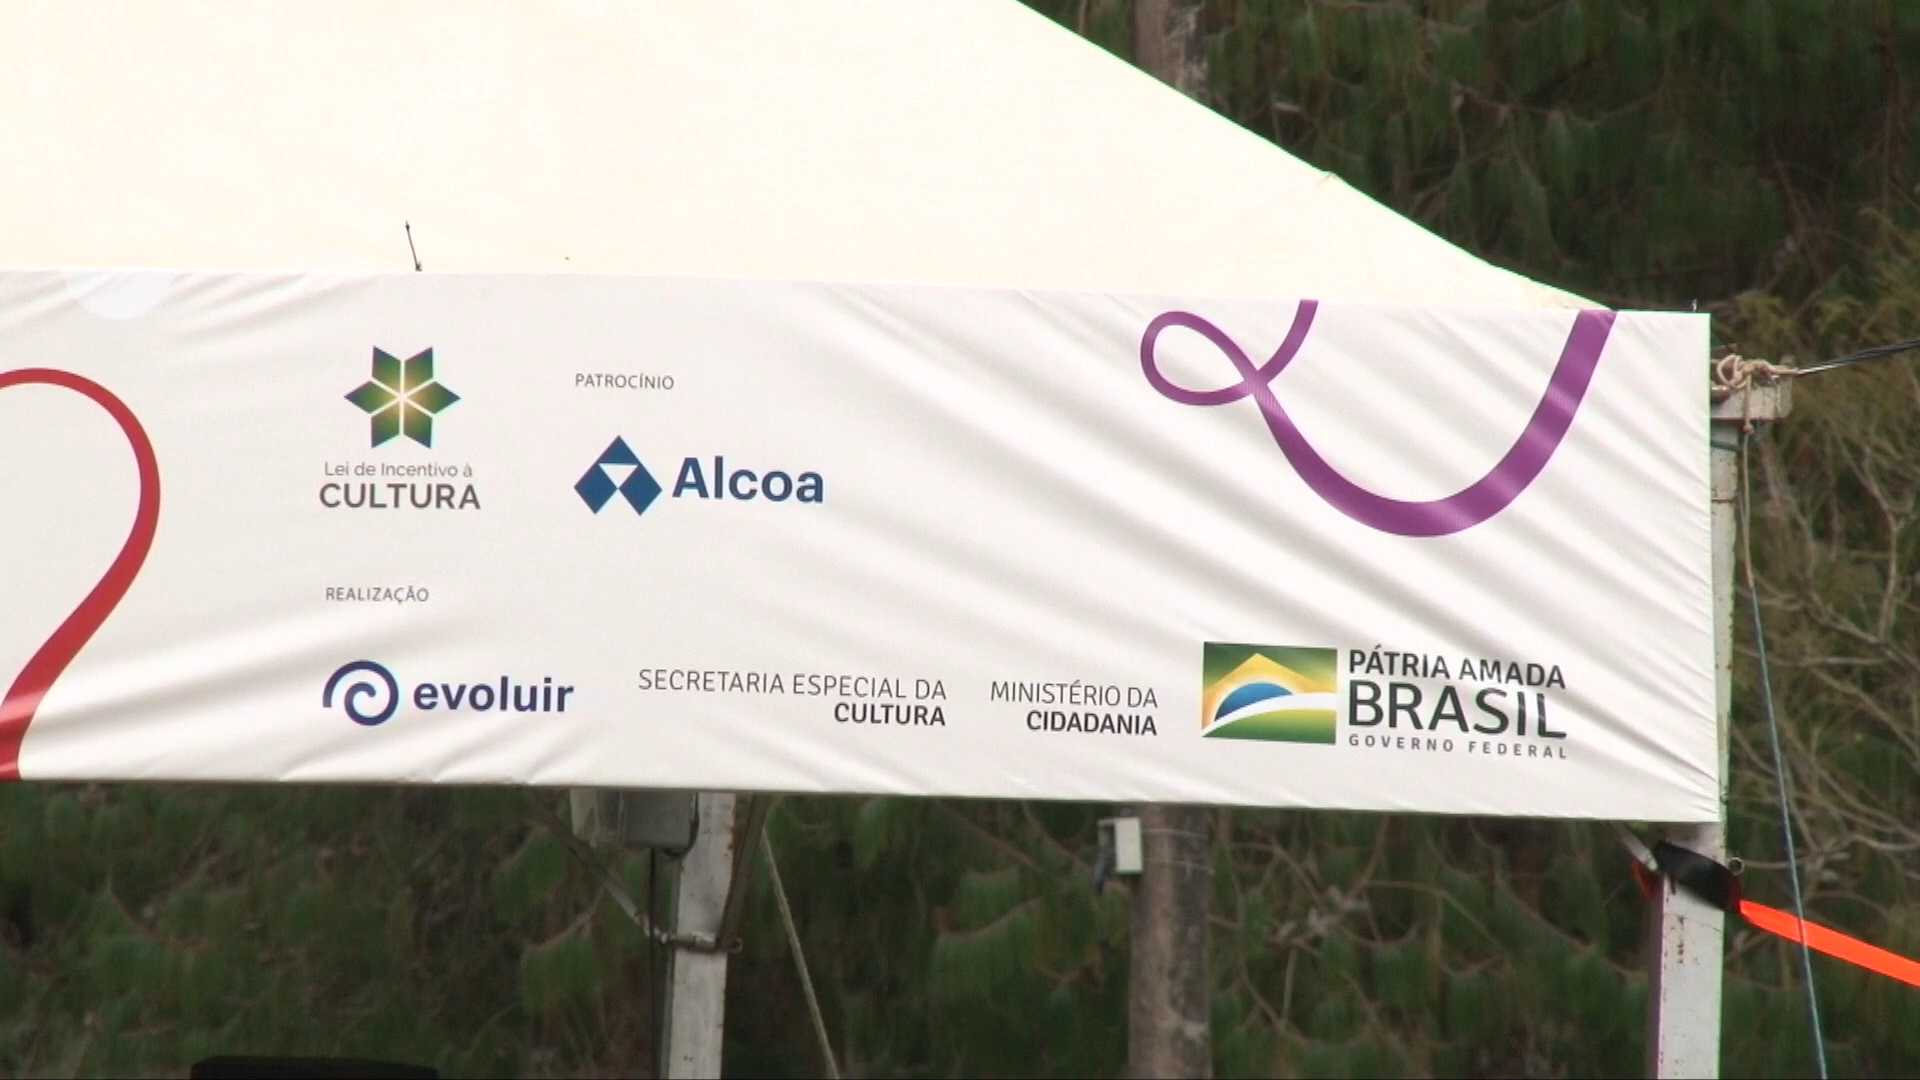 Lei de Incentivo à
CULTURA
PATROCÍNIO
Alcoa
REALIZAÇÃO
evoluir
SECRETARIA ESPECIAL DA
CULTURA
MINISTÉRIO DA
CIDADANIA
PÁTRIA AMADA
BRASIL
GOVERNO FEDERAL